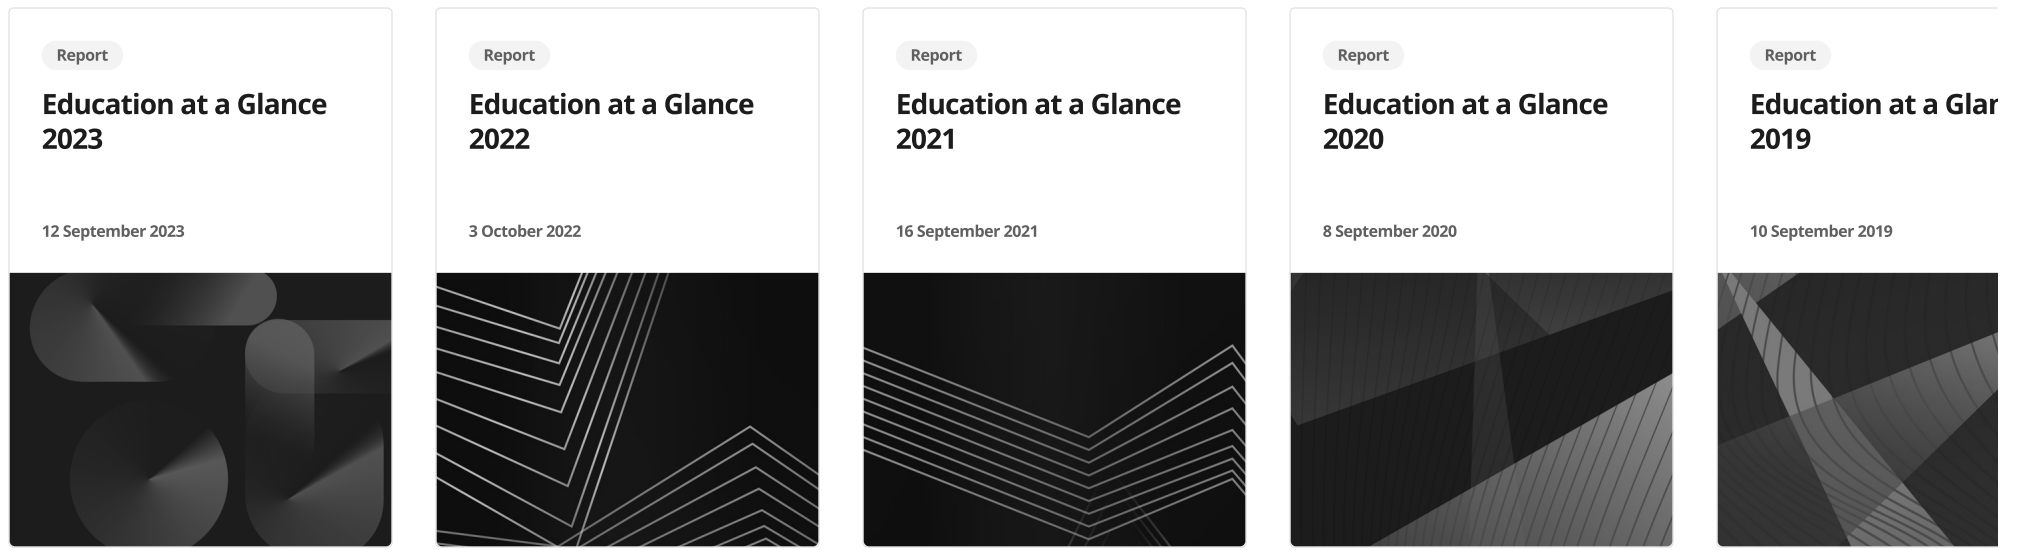 Report
Education at a Glance
2023
12 September 2023
Report
Education at a Glance
2022
3 October 2022
Report
Education at a Glance
2021
16 September 2021
Report
Education at a Glance
2020
8 September 2020
Report
Education at a Glan
2019
10 September 2019